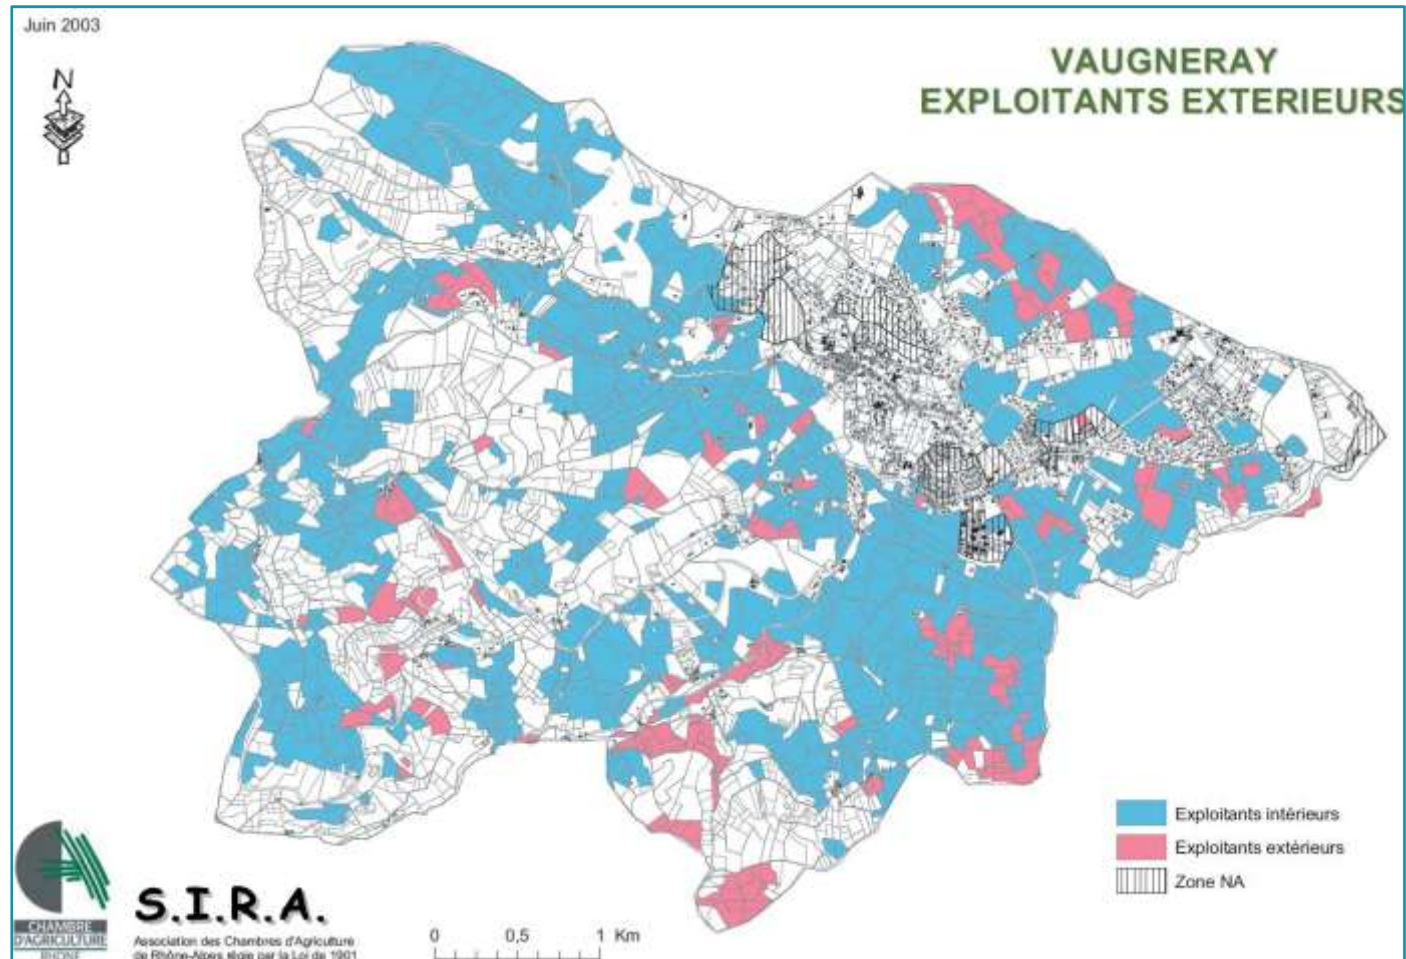 Juin 2003
N
VAUGNERAY
EXPLOITANTS EXTERIEURS
Exploitants intérieurs
Exploitants extérieurs
Zone NA
CHAMBRE
D'AGRICULTURE
RHÔNE
S.I.R.A.
Association des Chambres d'Agriculture
de Rhône-Alpes régie par la Loi de 1901
0 0,5 1 Km